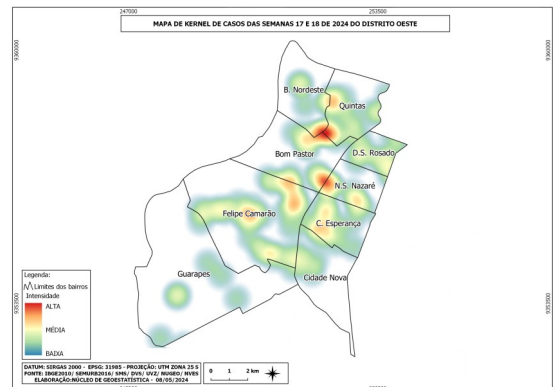 MAPA DE KERNEL DE CASOS DAS SEMANAS 17 E 18 DE 2024 DO DISTRITO OESTE
247000
253500
9360000
9360000
B. Nordeste
Quintas
Bom Pastor
D.S. Rosado
N.S. Nazaré
Felipe Camarão
C. Esperança
Guarapes
Cidade Nova
9353500
9353500
Legenda:
Limites dos bairros
Intensidade
ALTA
MÉDIA
BAIXA
DATUM: SIRGAS 2000 - EPSG: 31985 - PROJEÇÃO: UTM ZONA 25 S
FONTE: IBGE2010/ SEMURB2016/ SMS/ DVS/ UVZ/ NUGEO/ NVES
ELABORAÇÃO:NÚCLEO DE GEOESTATÍSTICA - 08/05/2024
0 1 2 km